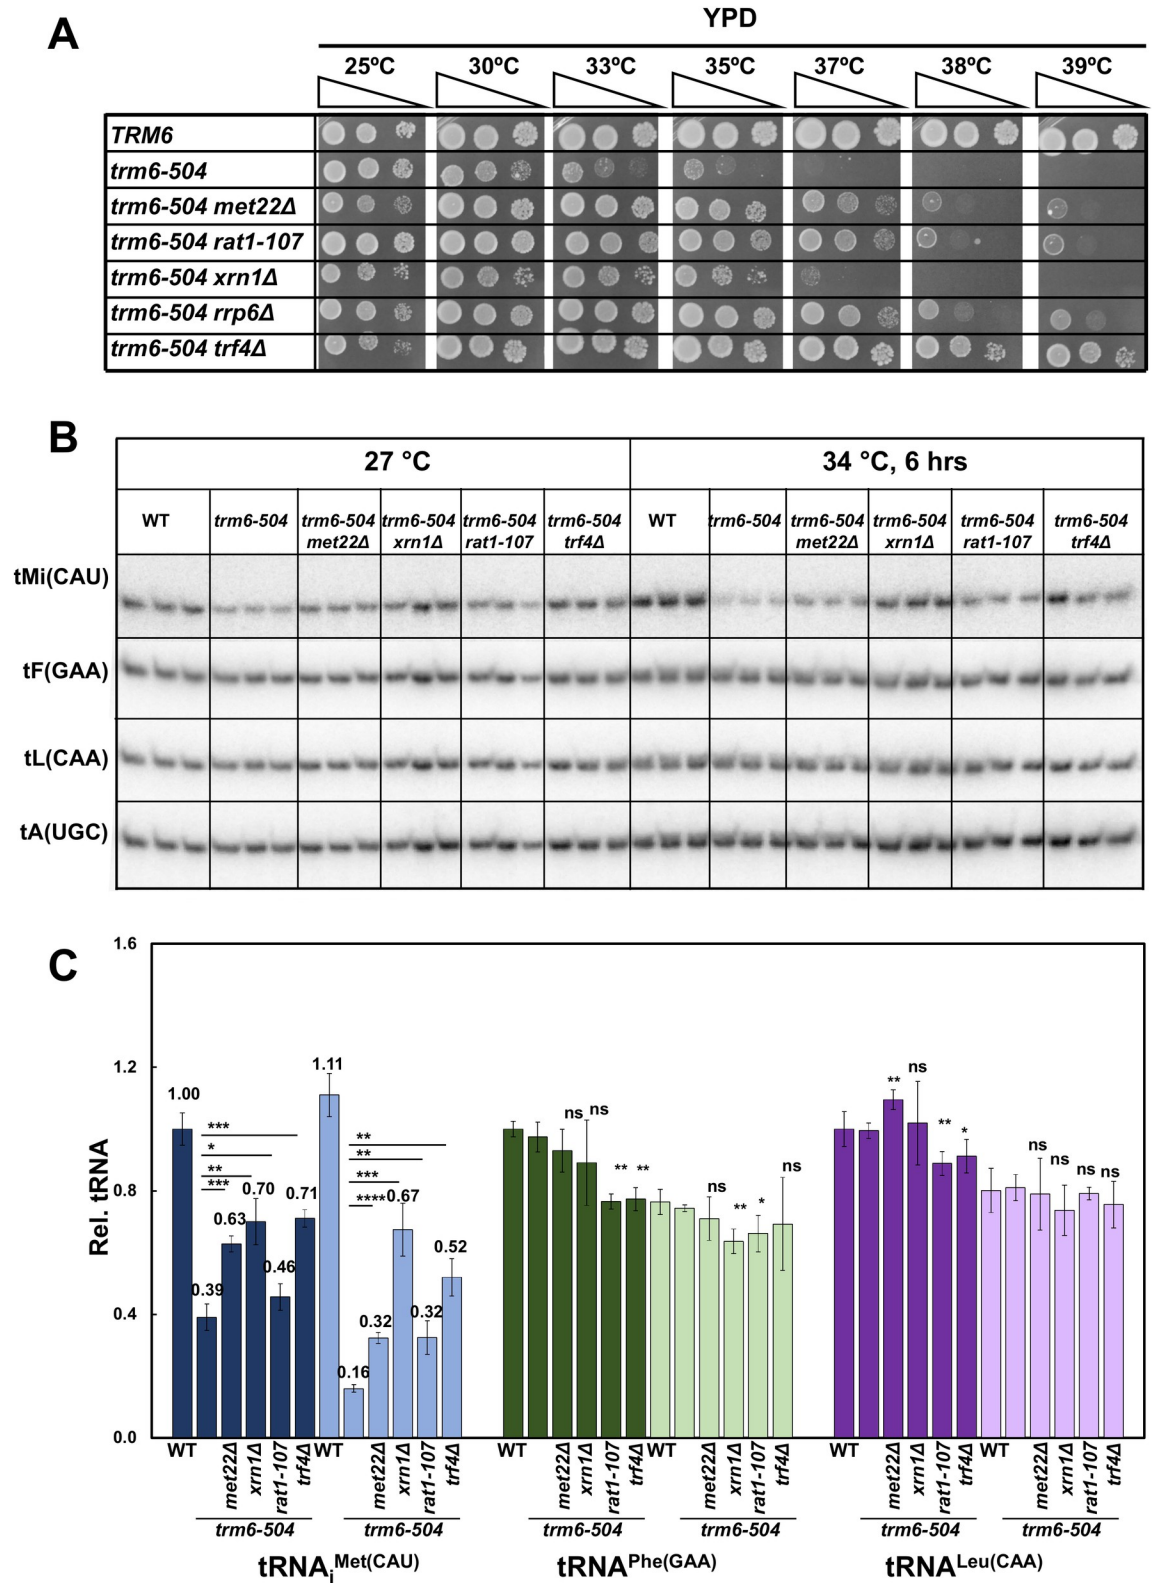 A
YPD
25ºC 30ºC 33ºC 35ºC 37ºC 38ºC 39ºC
TRM6
trm6-504
trm6-504 met22Δ
trm6-504 rat1-107
trm6-504 xrn1Δ
trm6-504 rrp6Δ
trm6-504 trf4Δ
B
27 °C 34 °C, 6 hrs
WT trm6-504 trm6-504 trm6-504 trm6-504 trm6-504 WT trm6-504 trm6-504 trm6-504 trm6-504 trm6-504
met22Δ xrn1Δ rat1-107 trf4Δ met22Δ xrn1Δ rat1-107 trf4Δ
tMi(CAU)
tF(GAA)
tL(CAA)
tA(UGC)
C
Rel. tRNA
1.6
1.2
0.8
0.4
0.0
1.00
***
*
**
***
0.39
0.63
0.70
0.46
0.71
1.11
**
**
***
****
0.16
0.32
0.67
0.32
0.52
ns ns ** ** ns ** * ns
** ns ** * ns ns ns ns
WT met22Δ xrn1Δ rat1-107 trf4Δ WT met22Δ xrn1Δ rat1-107 trf4Δ WT met22Δ xrn1Δ rat1-107 trf4Δ WT met22Δ xrn1Δ rat1-107 trf4Δ WT met22Δ xrn1Δ rat1-107 trf4Δ WT met22Δ xrn1Δ rat1-107 trf4Δ
trm6-504 trm6-504 trm6-504 trm6-504 trm6-504 trm6-504
tRNAiMet(CAU) tRNAPhe(GAA) tRNALeu(CAA)